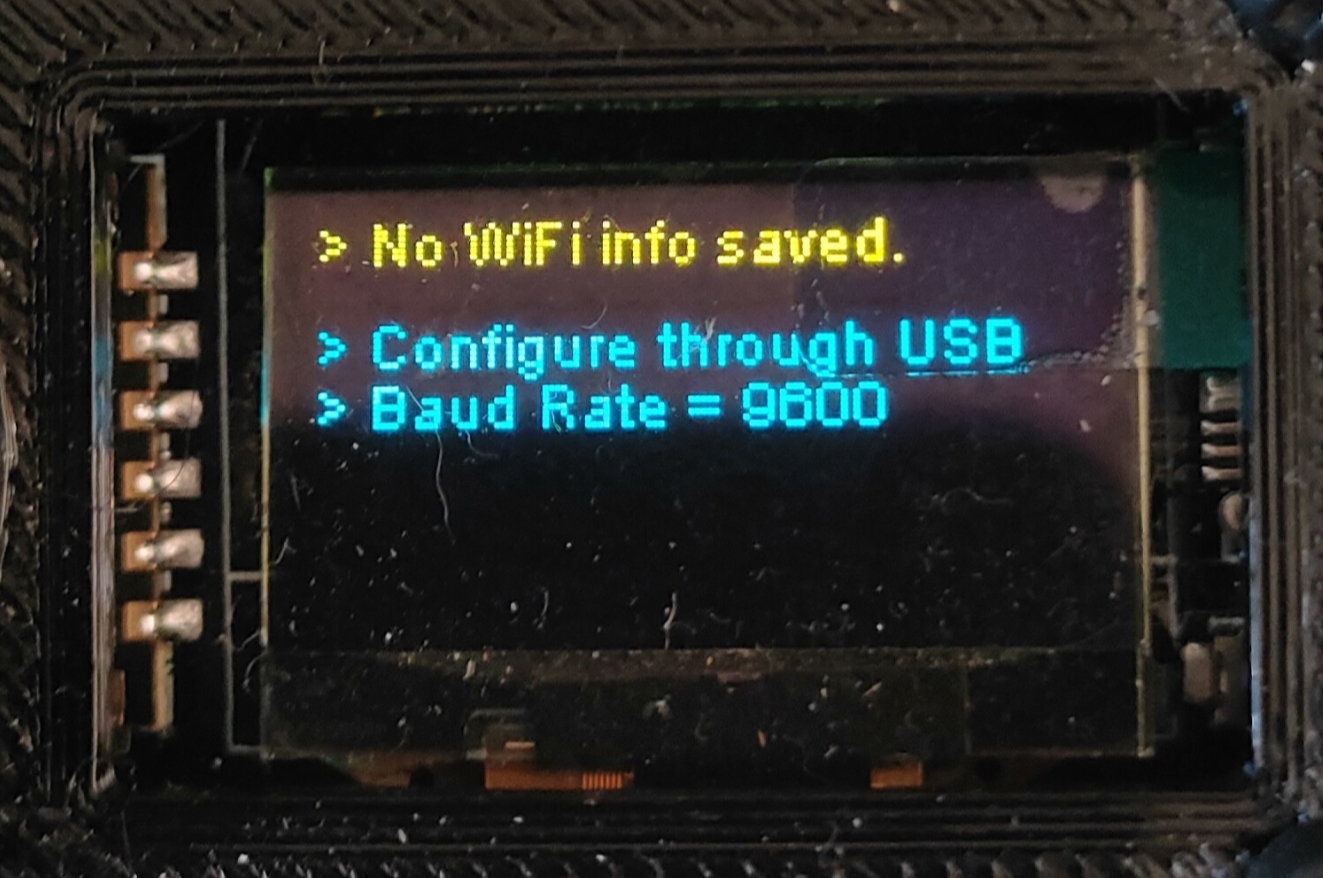 > No WiFi info saved.
> Configure through USB
> Baud Rate = 9600